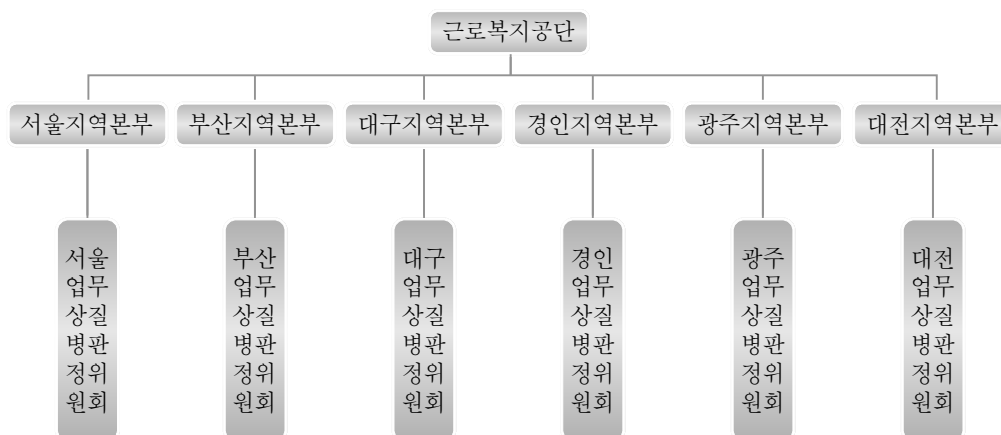 근로복지공단
서울지역본부
부산지역본부
대구지역본부
경인지역본부
광주지역본부
대전지역본부
서울
업무
상질
병판
정위
원회
부산
업무
상질
병판
정위
원회
대구
업무
상질
병판
정위
원회
경인
업무
상질
병판
정위
원회
광주
업무
상질
병판
정위
원회
대전
업무
상질
병판
정위
원회